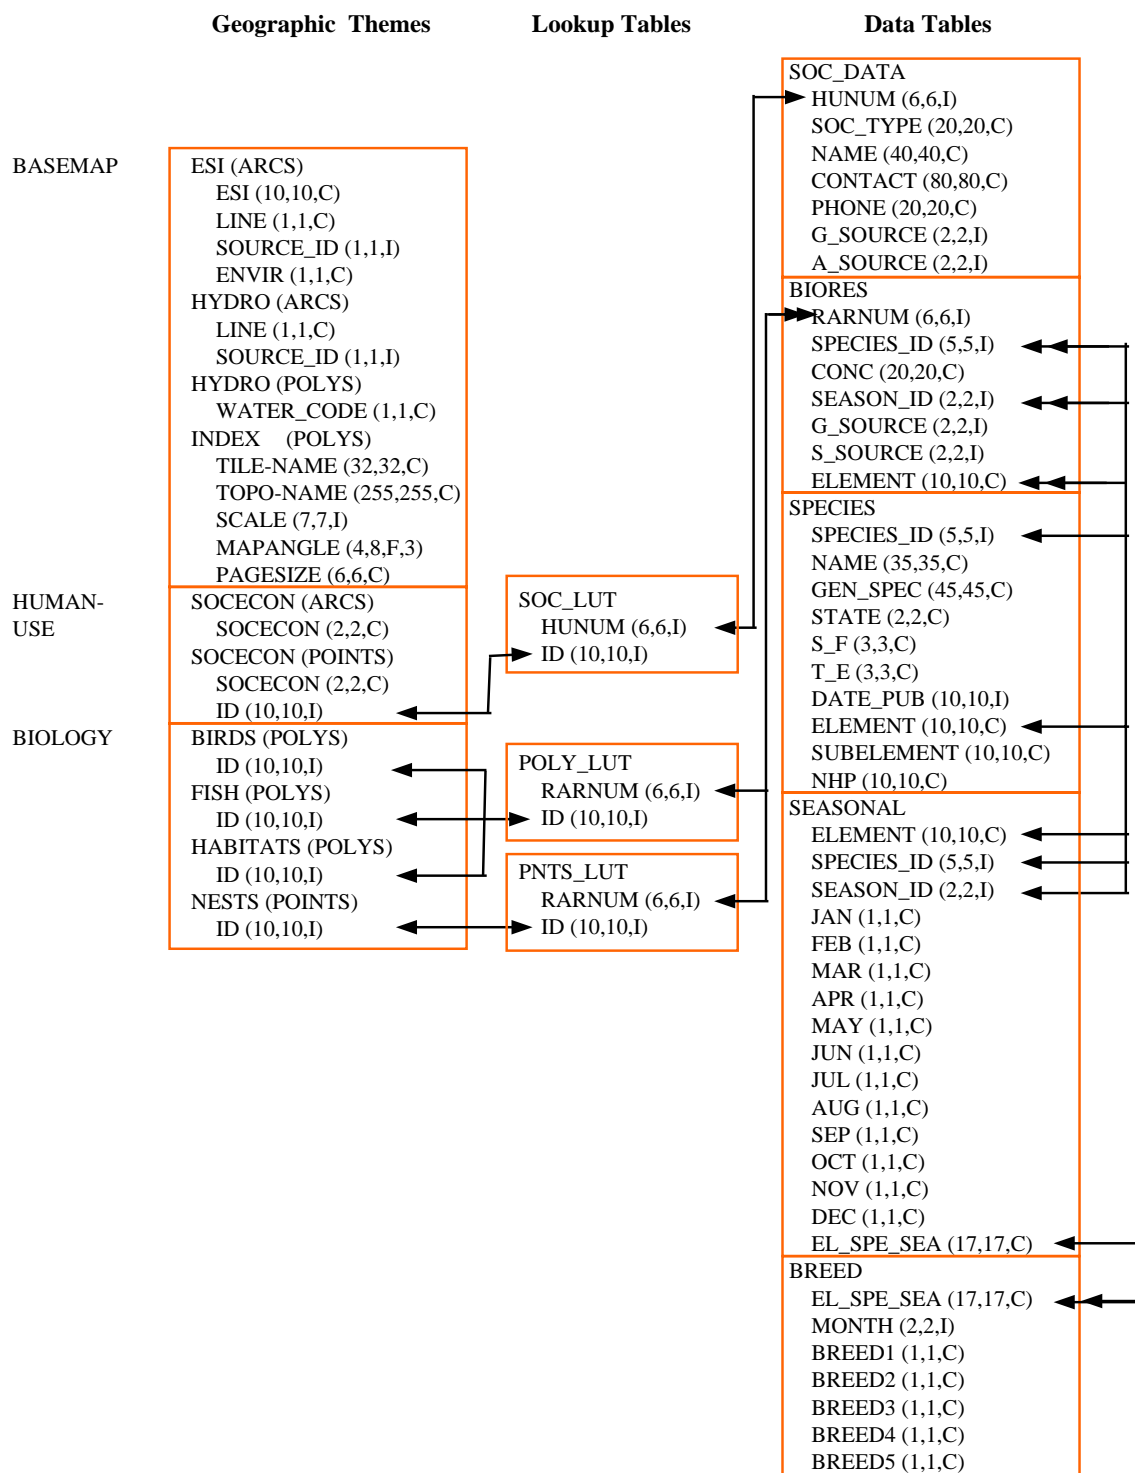 Geographic Themes
Lookup Tables
Data Tables
BASEMAP
ESI (ARCS)
ESI (10,10,C)
LINE (1,1,C)
SOURCE_ID (1,1,I)
ENVIR (1,1,C)
HYDRO (ARCS)
LINE (1,1,C)
SOURCE_ID (1,1,I)
HYDRO (POLYS)
WATER_CODE (1,1,C)
INDEX (POLYS)
TILE-NAME (32,32,C)
TOPO-NAME (255,255,C)
SCALE (7,7,I)
MAPANGLE (4,8,F,3)
PAGESIZE (6,6,C)
HUMAN-
USE
SOCECON (ARCS)
SOCECON (2,2,C)
SOCECON (POINTS)
SOCECON (2,2,C)
ID (10,10,I)
BIOLOGY
BIRDS (POLYS)
ID (10,10,I)
FISH (POLYS)
ID (10,10,I)
HABITATS (POLYS)
ID (10,10,I)
NESTS (POINTS)
ID (10,10,I)
SOC_LUT
HUNUM (6,6,I)
ID (10,10,I)
POLY_LUT
RARNUM (6,6,I)
ID (10,10,I)
PNTS_LUT
RARNUM (6,6,I)
ID (10,10,I)
SOC_DATA
HUNUM (6,6,I)
SOC_TYPE (20,20,C)
NAME (40,40,C)
CONTACT (80,80,C)
PHONE (20,20,C)
G_SOURCE (2,2,I)
A_SOURCE (2,2,I)
BIORES
RARNUM (6,6,I)
SPECIES_ID (5,5,I)
CONC (20,20,C)
SEASON_ID (2,2,I)
G_SOURCE (2,2,I)
S_SOURCE (2,2,I)
ELEMENT (10,10,C)
SPECIES
SPECIES_ID (5,5,I)
NAME (35,35,C)
GEN_SPEC (45,45,C)
STATE (2,2,C)
S_F (3,3,C)
T_E (3,3,C)
DATE_PUB (10,10,I)
ELEMENT (10,10,C)
SUBELEMENT (10,10,C)
NHP (10,10,C)
SEASONAL
ELEMENT (10,10,C)
SPECIES_ID (5,5,I)
SEASON_ID (2,2,I)
JAN (1,1,C)
FEB (1,1,C)
MAR (1,1,C)
APR (1,1,C)
MAY (1,1,C)
JUN (1,1,C)
JUL (1,1,C)
AUG (1,1,C)
SEP (1,1,C)
OCT (1,1,C)
NOV (1,1,C)
DEC (1,1,C)
EL_SPE_SEA (17,17,C)
BREED
EL_SPE_SEA (17,17,C)
MONTH (2,2,I)
BREED1 (1,1,C)
BREED2 (1,1,C)
BREED3 (1,1,C)
BREED4 (1,1,C)
BREED5 (1,1,C)